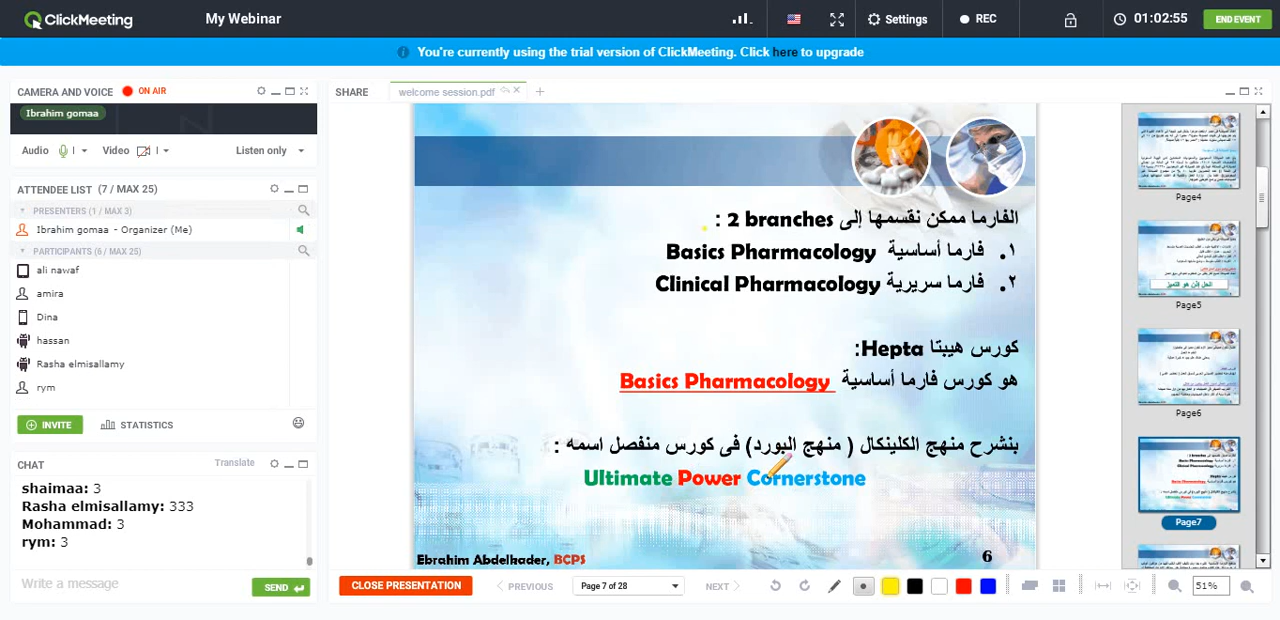 ClickMeeting
My Webinar
Settings
REC
01:02:55
END EVENT
You're currently using the trial version of ClickMeeting. Click here to upgrade
CAMERA AND VOICE
ON AIR
Ibrahim gomaa
Audio
Video
Listen only
ATTENDEE LIST (7 / MAX 25)
PRESENTERS (1 / MAX 3)
Ibrahim gomaa - Organizer (Me)
PARTICIPANTS (6 / MAX 25)
ali nawaf
amira
Dina
hassan
Rasha elmisallamy
rym
INVITE
STATISTICS
CHAT
Translate
shaimaa: 3
Rasha elmisallamy: 333
Mohammad: 3
rym: 3
Write a message
SEND
SHARE
welcome session.pdf
الفارما ممكن نقسمها إلى 2 branches :
١. فارما أساسية Basics Pharmacology
٢. فارما سريرية Clinical Pharmacology
كورس هيبتا Hepta:
هو كورس فارما أساسية Basics Pharmacology
بنشرح منهج الكلينكال ( منهج البورد) فى كورس منفصل اسمه :
Ultimate Power Cornerstone
Ebrahim Abdelkader, BCPS
6
Page4
الحل إذن هو التميز
Page5
Page6
Page7
CLOSE PRESENTATION
PREVIOUS
Page 7 of 28
NEXT
51%